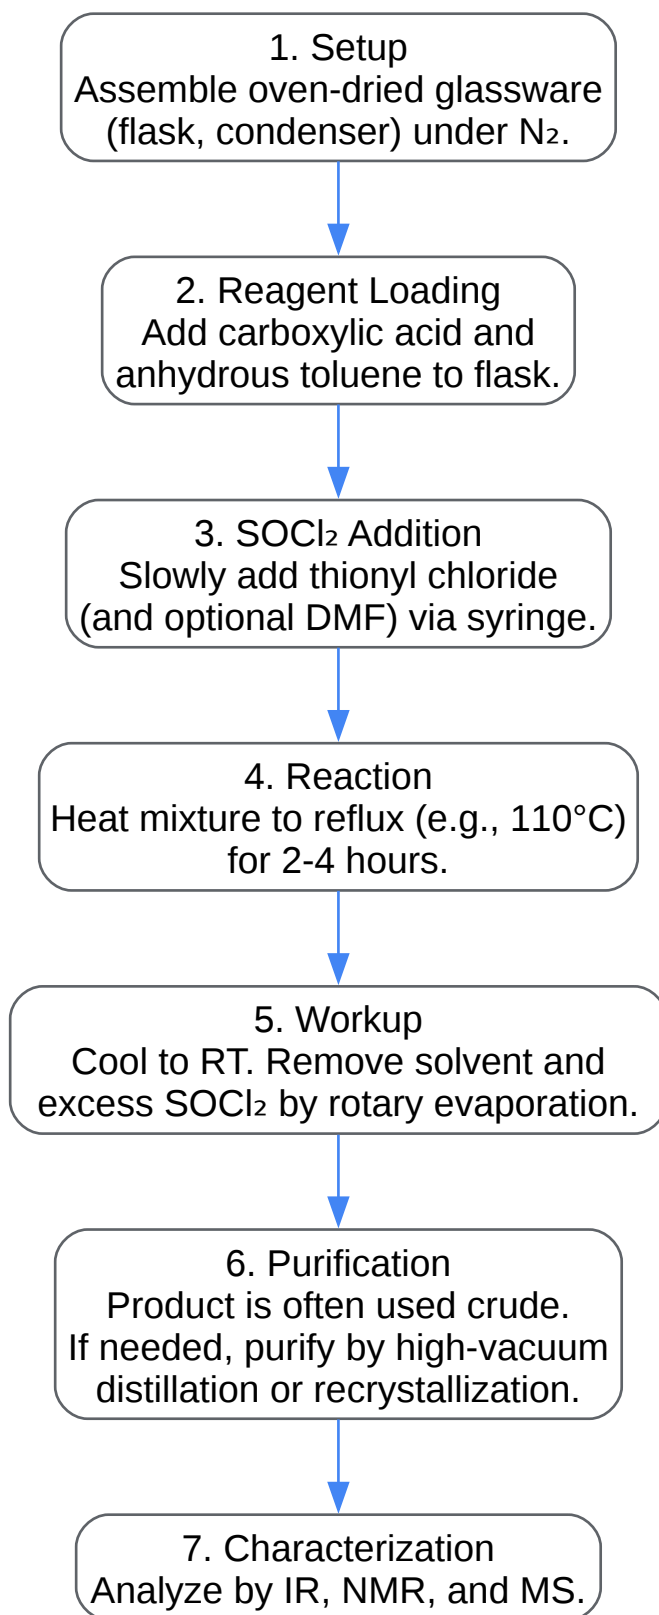 1. Setup
Assemble oven-dried glassware
(flask, condenser) under N₂.
2. Reagent Loading
Add carboxylic acid and
anhydrous toluene to flask.
3. SOCl₂ Addition
Slowly add thionyl chloride
(and optional DMF) via syringe.
4. Reaction
Heat mixture to reflux (e.g., 110°C)
for 2-4 hours.
5. Workup
Cool to RT. Remove solvent and
excess SOCl₂ by rotary evaporation.
6. Purification
Product is often used crude.
If needed, purify by high-vacuum
distillation or recrystallization.
7. Characterization
Analyze by IR, NMR, and MS.